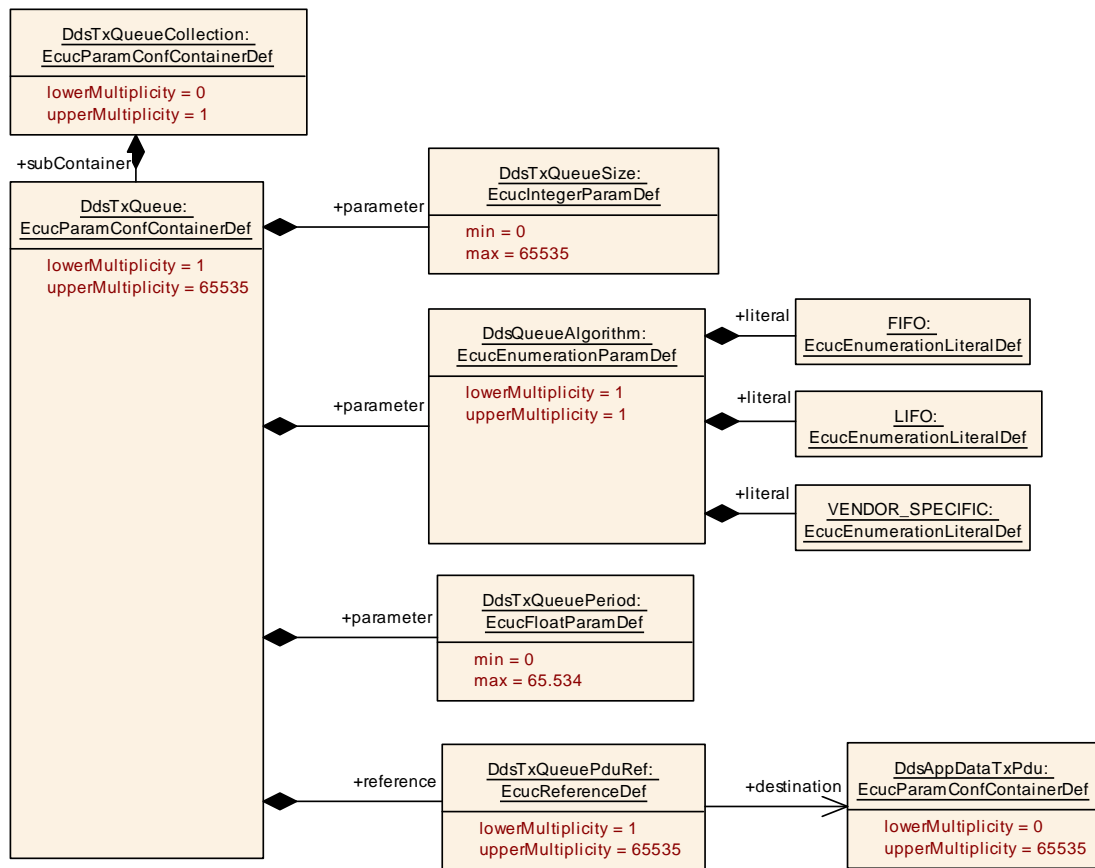 DdsTxQueueCollection:
EcucParamConfContainerDef
lowerMultiplicity = 0
upperMultiplicity = 1
+subContainer
DdsTxQueue:
EcucParamConfContainerDef
lowerMultiplicity = 1
upperMultiplicity = 65535
+parameter
DdsTxQueueSize:
EcucIntegerParamDef
min = 0
max = 65535
+parameter
DdsQueueAlgorithm:
EcucEnumerationParamDef
lowerMultiplicity = 1
upperMultiplicity = 1
+literal
FIFO:
EcucEnumerationLiteralDef
+literal
LIFO:
EcucEnumerationLiteralDef
+literal
VENDOR_SPECIFIC:
EcucEnumerationLiteralDef
+parameter
DdsTxQueuePeriod:
EcucFloatParamDef
min = 0
max = 65.534
+reference
DdsTxQueuePduRef:
EcucReferenceDef
lowerMultiplicity = 1
upperMultiplicity = 65535
+destination
DdsAppDataTxPdu:
EcucParamConfContainerDef
lowerMultiplicity = 0
upperMultiplicity = 65535